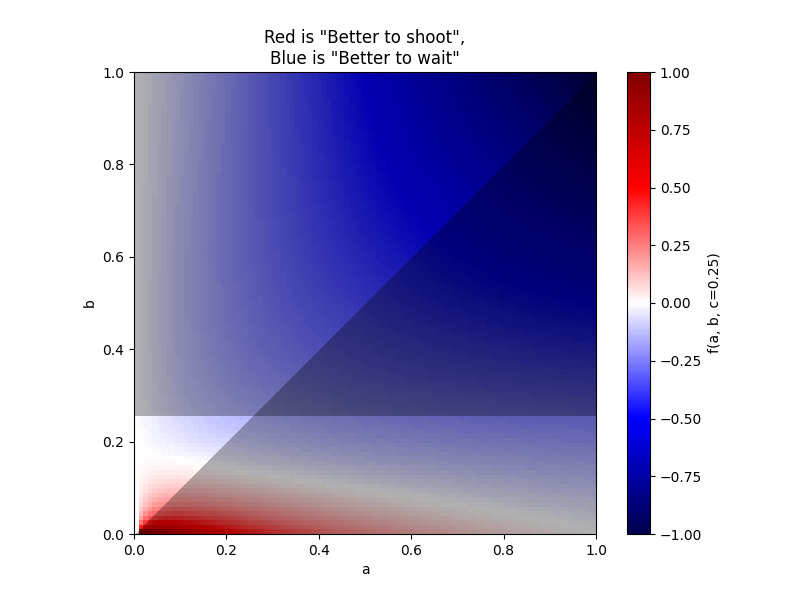 Red is "Better to shoot",
Blue is "Better to wait"
1.0
0.8
0.6
0.4
0.2
0.0
b
0.0 0.2 0.4 0.6 0.8 1.0
a
1.00
0.75
0.50
0.25
0.00
−0.25
−0.50
−0.75
−1.00
f(a, b, c=0.25)